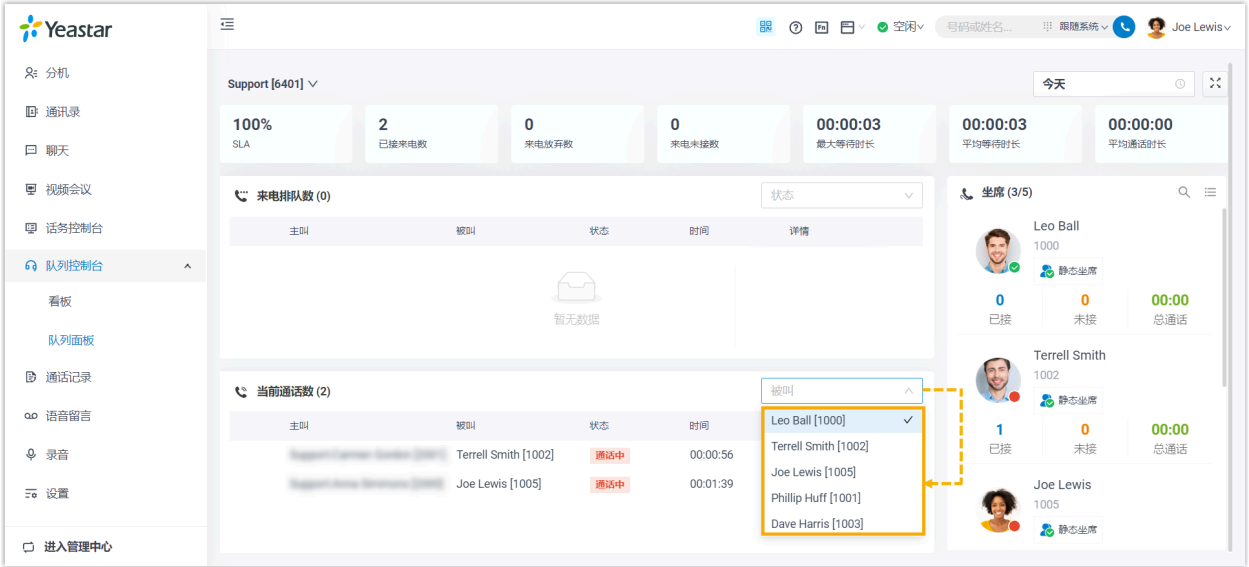 Yeastar
Fn
空闲
号码或姓名...
跟随系统
Joe Lewis
分机
通讯录
聊天
视频会议
话务控制台
队列控制台
看板
队列面板
通话记录
语音留言
录音
设置
进入管理中心
Support [6401]
今天
100%
SLA
2
已接来电数
0
来电放弃数
0
来电未接数
00:00:03
最大等待时长
00:00:03
平均等待时长
00:00:00
平均通话时长
来电排队数 (0)
状态
主叫 被叫 状态 时间 详情
暂无数据
当前通话数 (2)
被叫
主叫 被叫 状态 时间
Terrell Smith [1002] 通话中 00:00:56
Joe Lewis [1005] 通话中 00:01:39
Leo Ball [1000]
Terrell Smith [1002]
Joe Lewis [1005]
Phillip Huff [1001]
Dave Harris [1003]
坐席 (3/5)
Leo Ball
1000
静态坐席
0 0 00:00
已接 未接 总通话
Terrell Smith
1002
静态坐席
1 0 00:00
已接 未接 总通话
Joe Lewis
1005
静态坐席